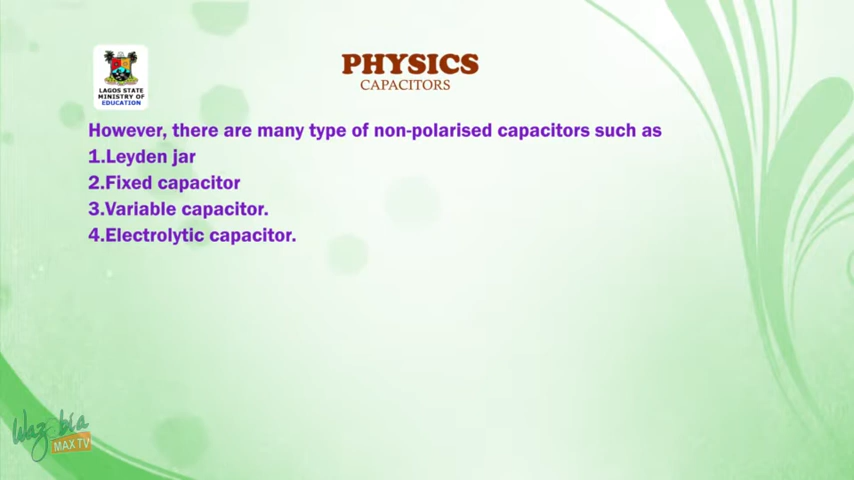 LAGOS STATE
MINISTRY OF
EDUCATION
PHYSICS
CAPACITORS
However, there are many type of non-polarised capacitors such as
1.Leyden jar
2.Fixed capacitor
3.Variable capacitor.
4.Electrolytic capacitor.
Wazobia
MAX TV